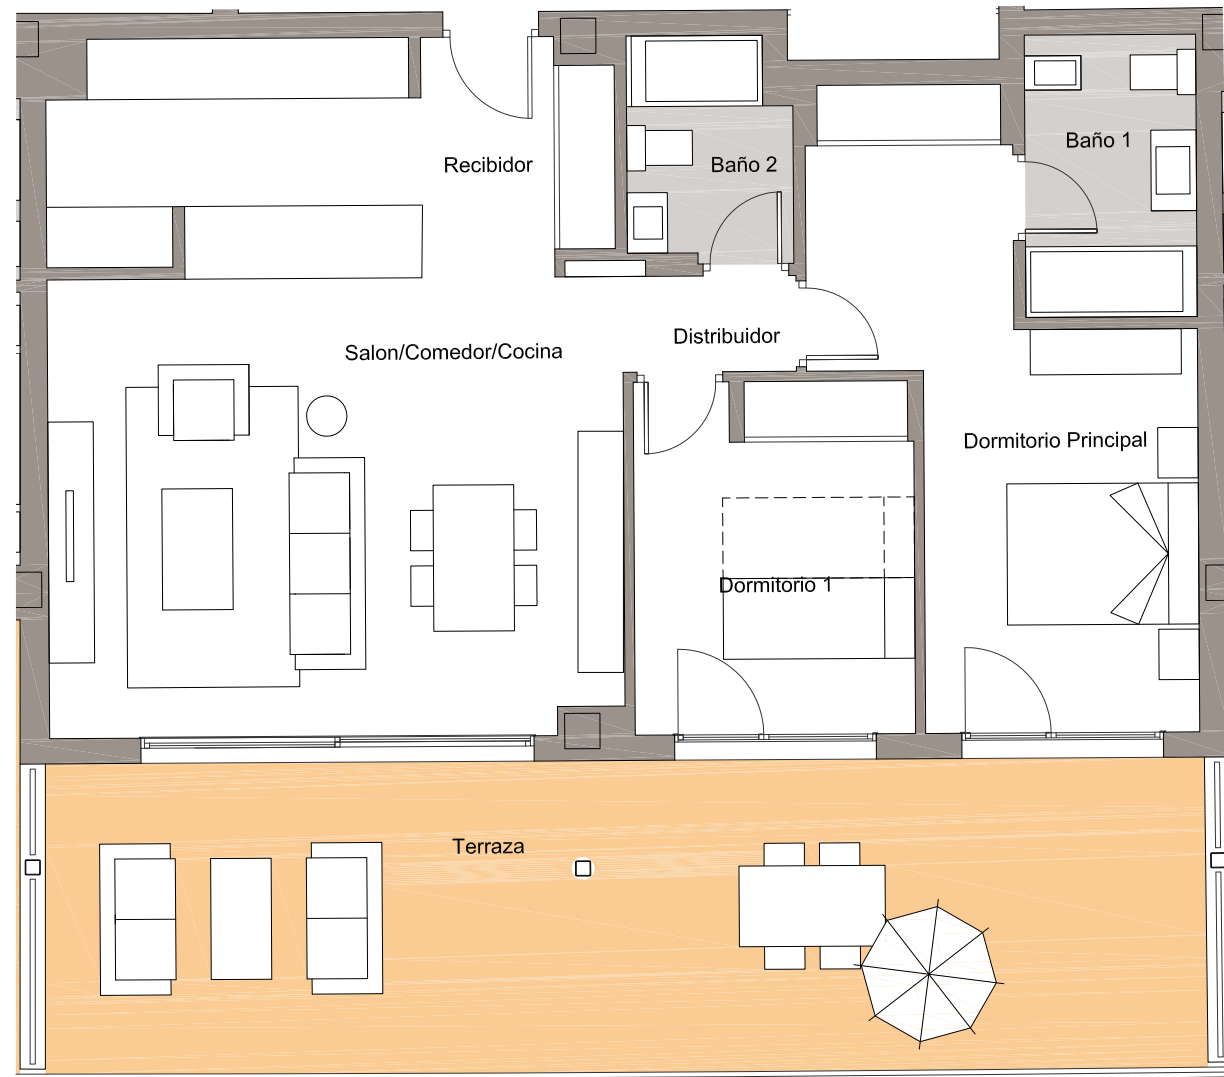 Baño 1
Recibidor
Baño 2
Distribuidor
Salon/Comedor/Cocina
Dormitorio Principal
Dormitorio 1
Terraza